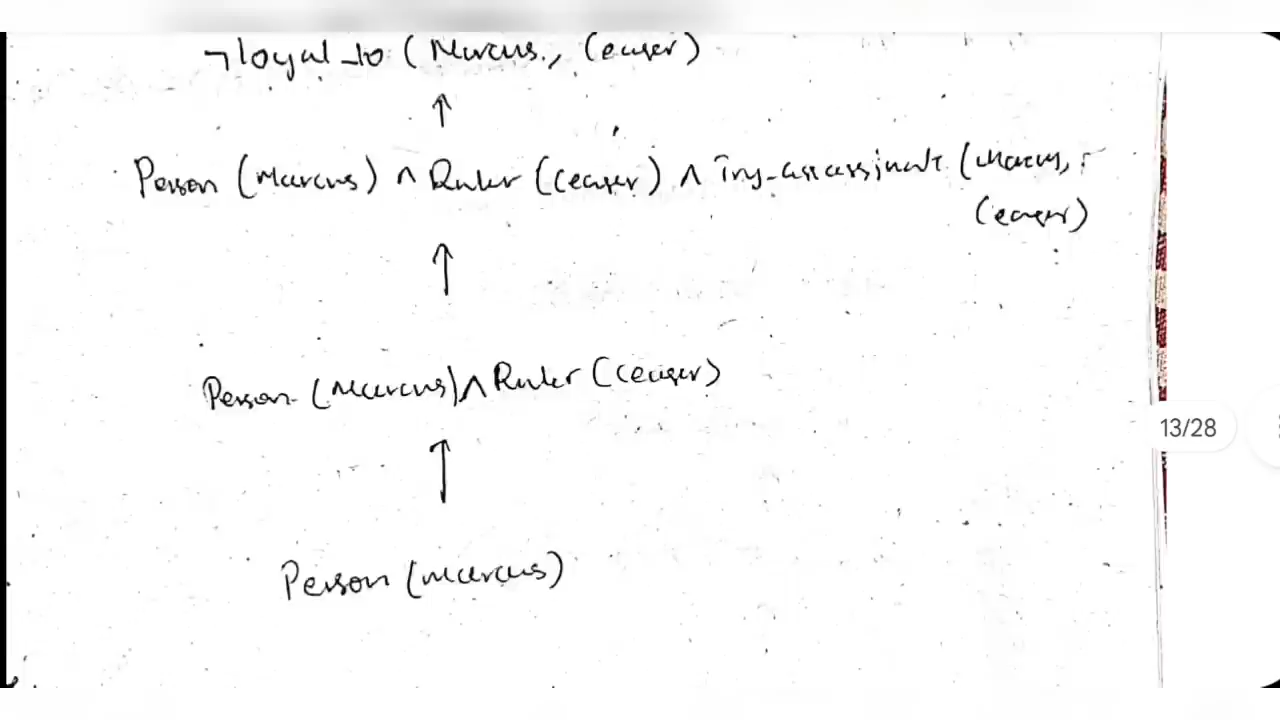 ¬loyal_to (Marcus, Ceaser)
↑
Person (Marcus) ∧ Ruler (Ceaser) ∧ Try-assassinate (Marcus,
Ceaser)
↑
Person (Marcus) ∧ Ruler (Ceaser)
↑
Person (Marcus)
13/28